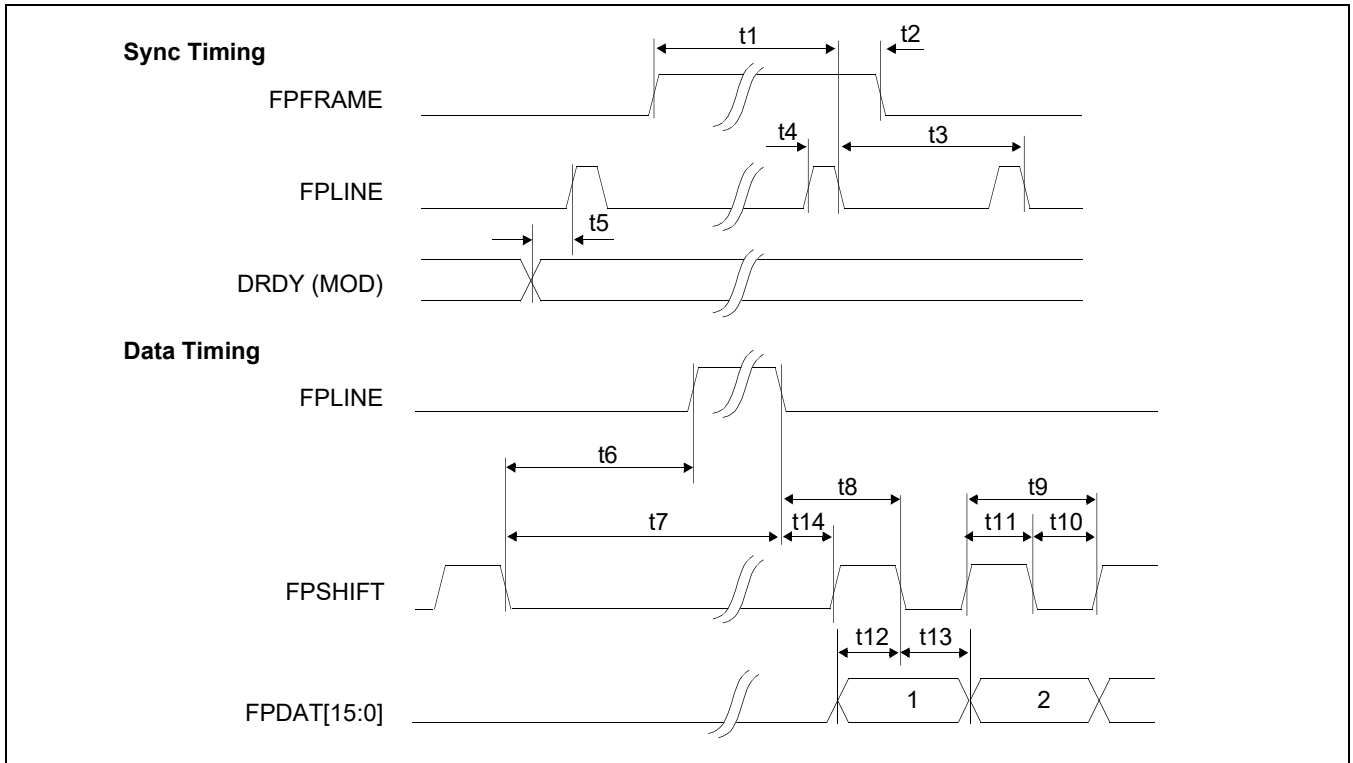 Sync Timing
t1
t2
FPFRAME
t4
t3
FPLINE
t5
DRDY (MOD)
Data Timing
FPLINE
t6
t8
t9
t7
t14
t11
t10
FPSHIFT
t12
t13
FPDAT[15:0]
1
2